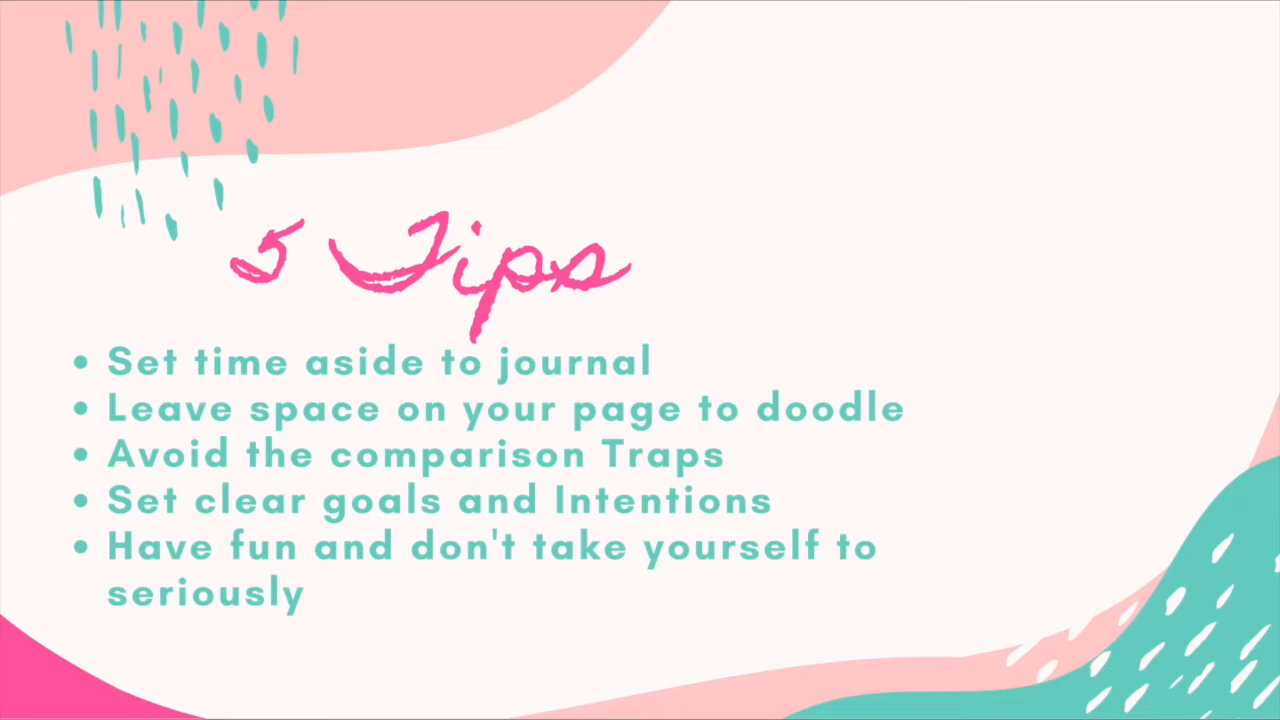 5 Tips
• Set time aside to journal
• Leave space on your page to doodle
• Avoid the comparison Traps
• Set clear goals and Intentions
• Have fun and don't take yourself to
seriously